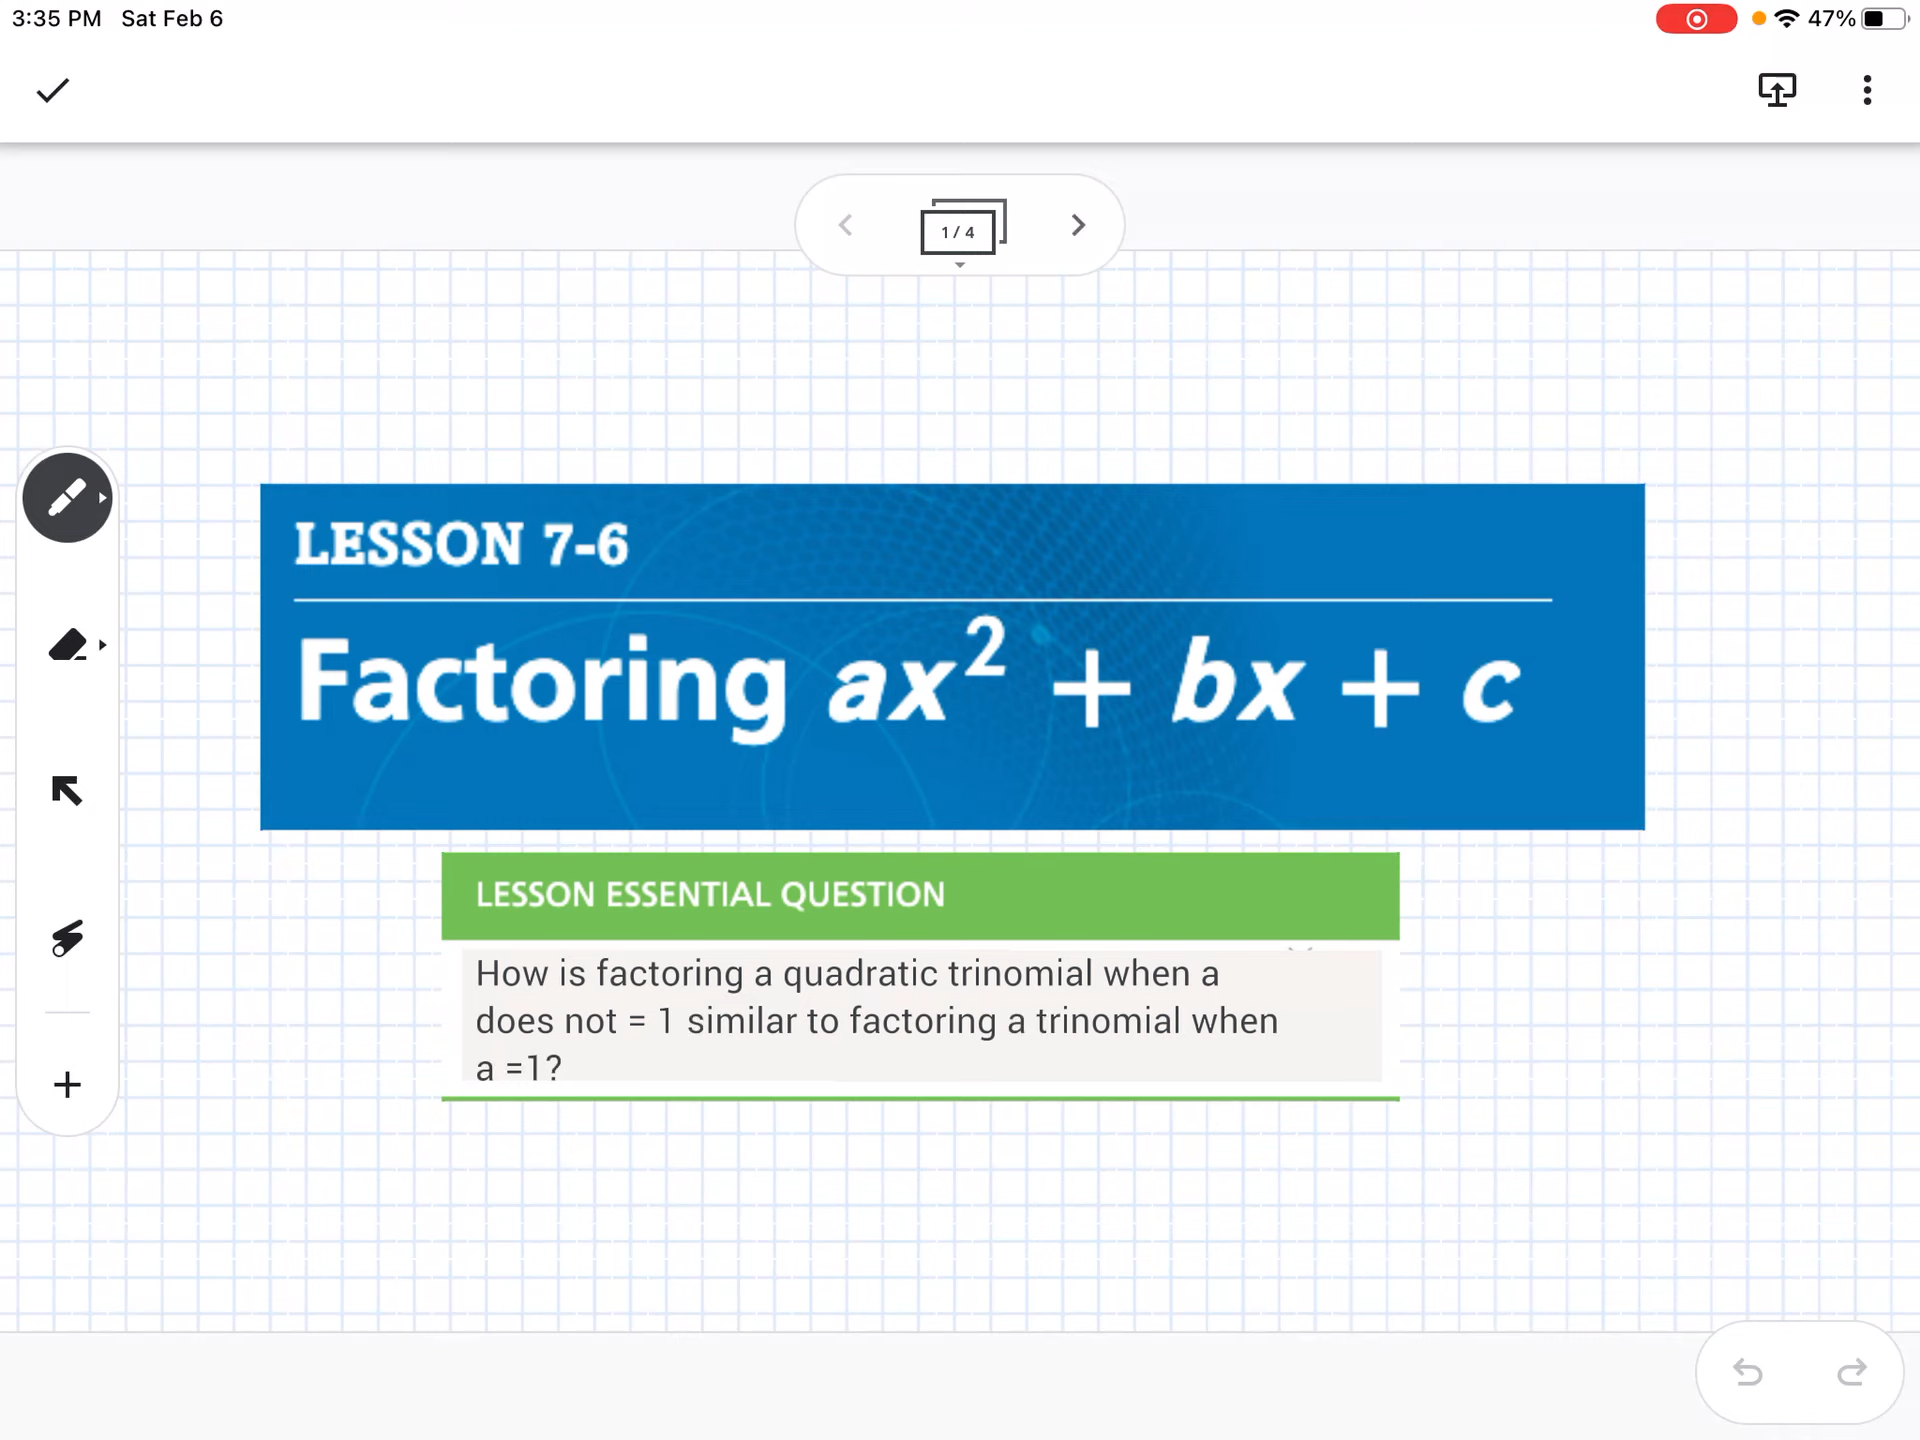 3:35 PM Sat Feb 6
47%
1 / 4
LESSON 7-6
Factoring ax² + bx + c
LESSON ESSENTIAL QUESTION
How is factoring a quadratic trinomial when a
does not = 1 similar to factoring a trinomial when
a =1?